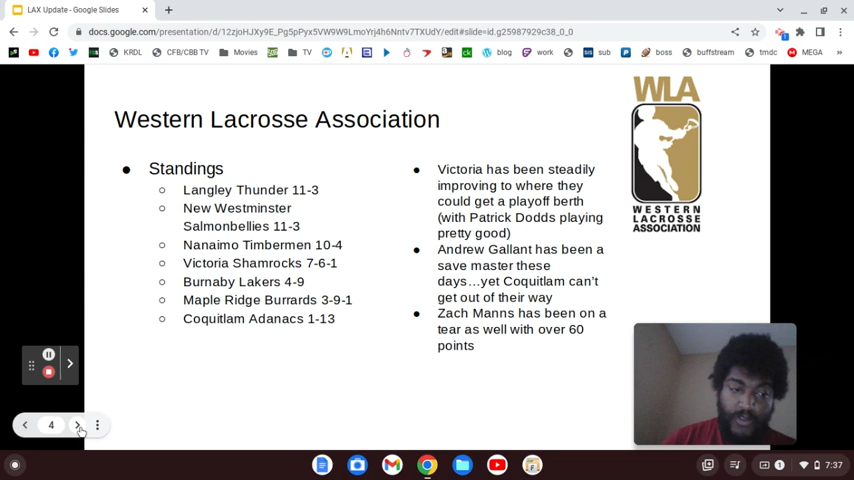 LAX Update - Google Slides
docs.google.com/presentation/d/12zjoHJXy9E_Pg5pPyx5VW9W9LmoYrj4h6Nntv7TXUdY/edit#slide=id.g25987929c38_0_0
KRDL
CFB/CBB TV
Movies
TV
blog
work
sub
boss
buffstream
tmdc
MEGA
Western Lacrosse Association
Standings
Langley Thunder 11-3
New Westminster
Salmonbellies 11-3
Nanaimo Timbermen 10-4
Victoria Shamrocks 7-6-1
Burnaby Lakers 4-9
Maple Ridge Burrards 3-9-1
Coquitlam Adanacs 1-13
Victoria has been steadily
improving to where they
could get a playoff berth
(with Patrick Dodds playing
pretty good)
Andrew Gallant has been a
save master these
days…yet Coquitlam can't
get out of their way
Zach Manns has been on a
tear as well with over 60
points
WLA
WESTERN
LACROSSE
ASSOCIATION
4
1
7:37